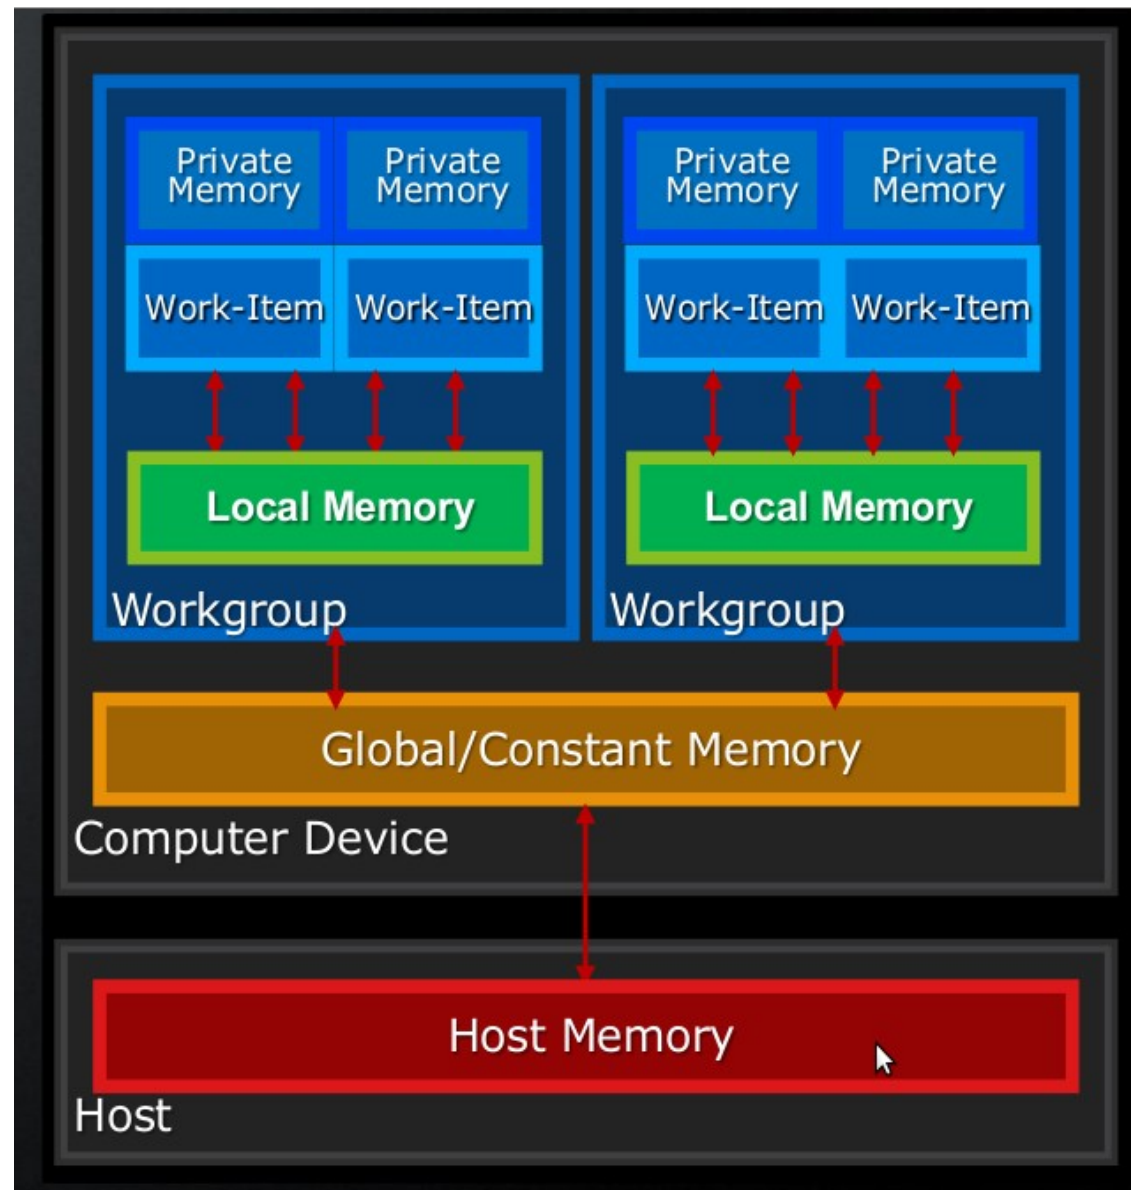 Private Memory
Private Memory
Private Memory
Private Memory
Work-Item
Work-Item
Work-Item
Work-Item
Local Memory
Local Memory
Workgroup
Workgroup
Global/Constant Memory
Computer Device
Host Memory
Host